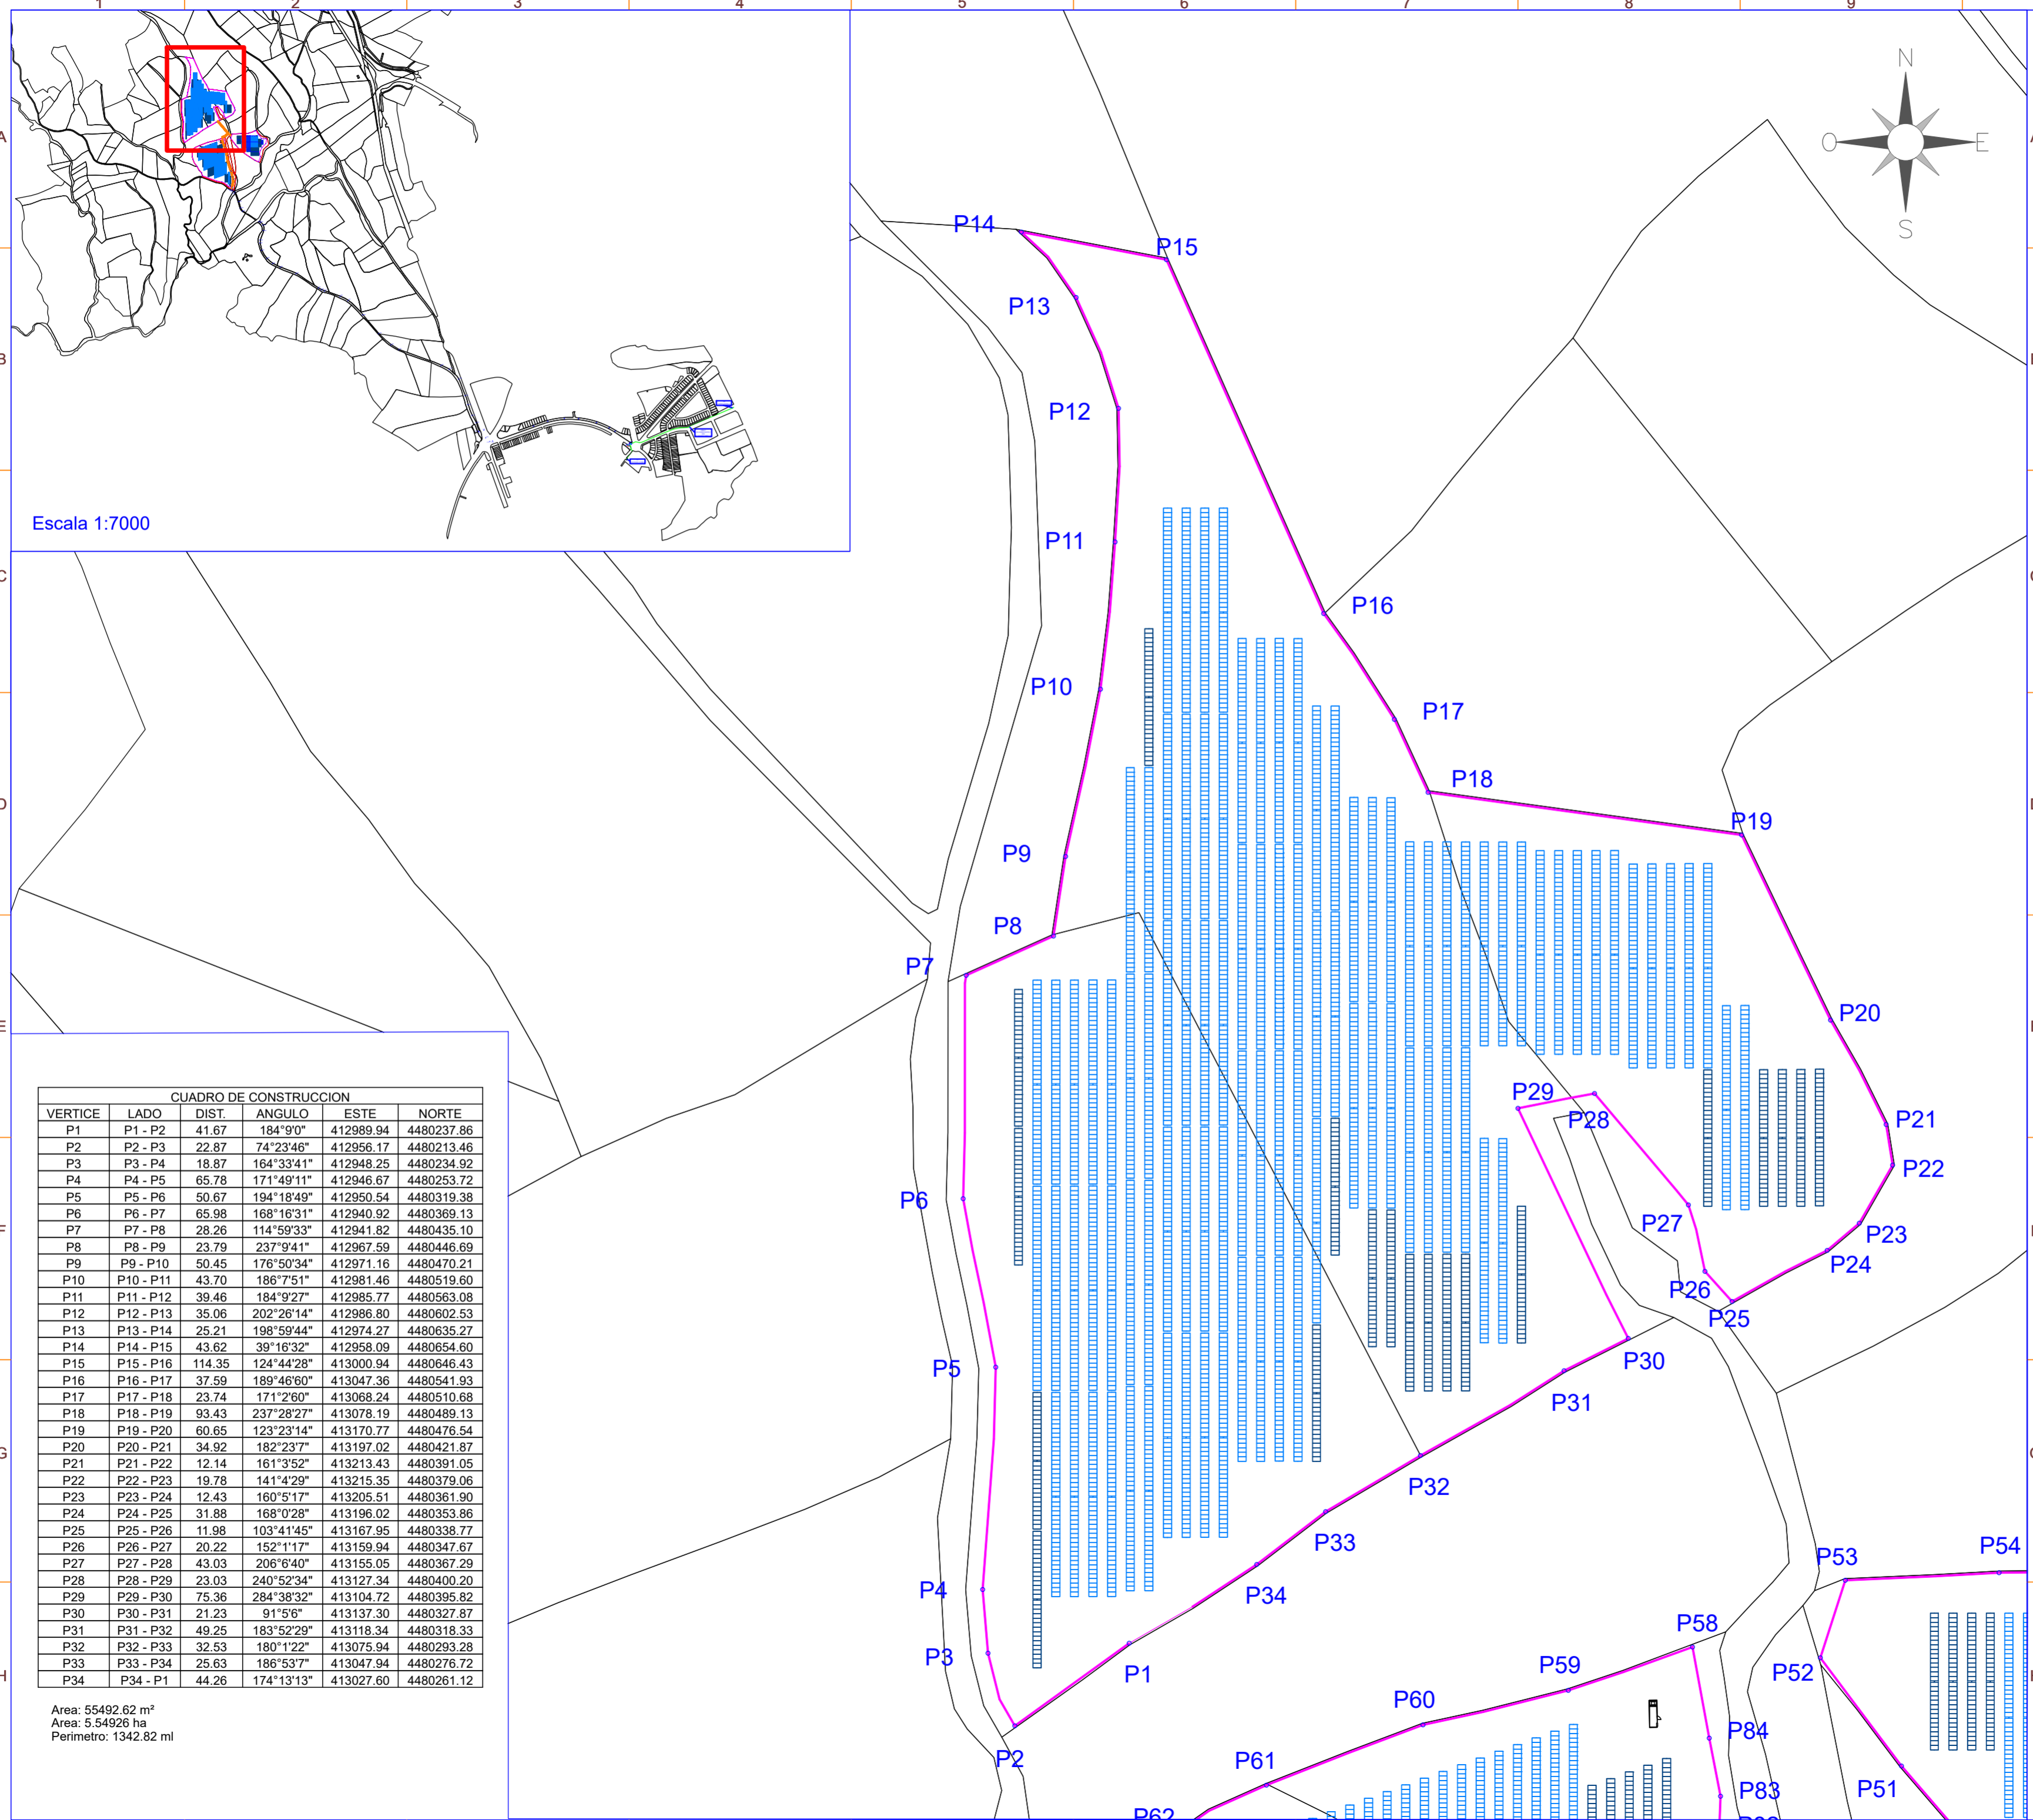 1 2 3 4 5 6 7 8 9
A
B
C
D
E
F
G
H
N
O E
S
Escala 1:7000
P14
P15
P13
P12
P11
P16
P10
P17
P18
P19
P9
P8
P7
P20
P29
P28
P21
P22
P6
P27
P23
P24
P26
P25
P30
P5
P31
P32
P33
P34
P4
P3
P1
P2
P53
P54
P58
P59
P52
P60
P84
P61
P51
P83
P62
CUADRO DE CONSTRUCCION
VERTICE LADO DIST. ANGULO ESTE NORTE
P1 P1 - P2 41.67 184°9'0" 412989.94 4480237.86
P2 P2 - P3 22.87 74°23'46" 412956.17 4480213.46
P3 P3 - P4 18.87 164°33'41" 412948.25 4480234.92
P4 P4 - P5 65.78 171°49'11" 412946.67 4480253.72
P5 P5 - P6 50.67 194°18'49" 412950.54 4480319.38
P6 P6 - P7 65.98 168°16'31" 412940.92 4480369.13
P7 P7 - P8 28.26 114°59'33" 412941.82 4480435.10
P8 P8 - P9 23.79 237°9'41" 412967.59 4480446.69
P9 P9 - P10 50.45 176°50'34" 412971.16 4480470.21
P10 P10 - P11 43.70 186°7'51" 412981.46 4480519.60
P11 P11 - P12 39.46 184°9'27" 412985.77 4480563.08
P12 P12 - P13 35.06 202°26'14" 412986.80 4480602.53
P13 P13 - P14 25.21 198°59'44" 412974.27 4480635.27
P14 P14 - P15 43.62 39°16'32" 412958.09 4480654.60
P15 P15 - P16 114.35 124°44'28" 413000.94 4480646.43
P16 P16 - P17 37.59 189°46'60" 413047.36 4480541.93
P17 P17 - P18 23.74 171°2'60" 413068.24 4480510.68
P18 P18 - P19 93.43 237°28'27" 413078.19 4480489.13
P19 P19 - P20 60.65 123°23'14" 413170.77 4480476.54
P20 P20 - P21 34.92 182°23'7" 413197.02 4480421.87
P21 P21 - P22 12.14 161°3'52" 413213.43 4480391.05
P22 P22 - P23 19.78 141°4'29" 413215.35 4480379.06
P23 P23 - P24 12.43 160°5'17" 413205.51 4480361.90
P24 P24 - P25 31.88 168°0'28" 413196.02 4480353.86
P25 P25 - P26 11.98 103°41'45" 413167.95 4480338.77
P26 P26 - P27 20.22 152°1'17" 413159.94 4480347.67
P27 P27 - P28 43.03 206°6'40" 413155.05 4480367.29
P28 P28 - P29 23.03 240°52'34" 413127.34 4480400.20
P29 P29 - P30 75.36 284°38'32" 413104.72 4480395.82
P30 P30 - P31 21.23 91°5'6" 413137.30 4480327.87
P31 P31 - P32 49.25 183°52'29" 413118.34 4480318.33
P32 P32 - P33 32.53 180°1'22" 413075.94 4480293.28
P33 P33 - P34 25.63 186°53'7" 413047.94 4480276.72
P34 P34 - P1 44.26 174°13'13" 413027.60 4480261.12
Area: 55492.62 m²
Area: 5.54926 ha
Perimetro: 1342.82 ml